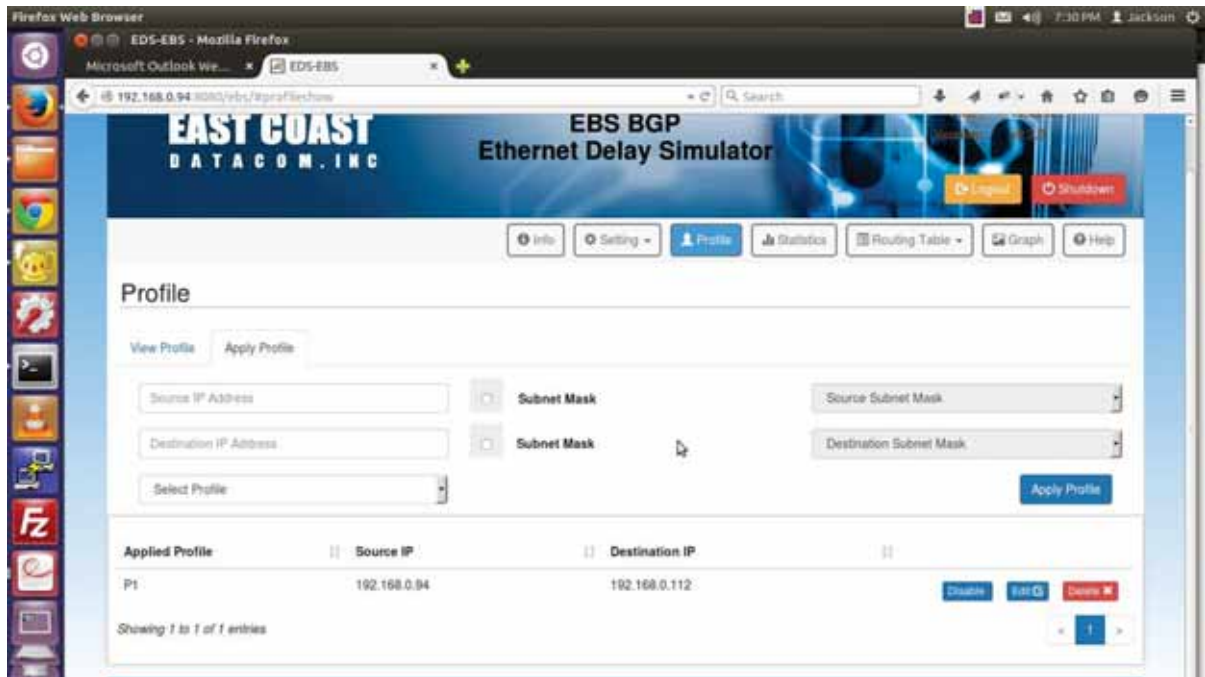 Firefox Web Browser
7:30 PM Jackson
EDS-EBS - Mozilla Firefox
Microsoft Outlook We... × EDS-EBS ×
192.168.0.94:8080/ebs/#profileshow
Search
EAST COAST
DATACOM.INC
EBS BGP
Ethernet Delay Simulator
Logout Shutdown
Info Setting Profile Statistics Routing Table Graph Help
Profile
View Profile Apply Profile
Source IP Address Subnet Mask Source Subnet Mask
Destination IP Address Subnet Mask Destination Subnet Mask
Select Profile Apply Profile
Applied Profile Source IP Destination IP
P1 192.168.0.94 192.168.0.112 Disable Edit Delete
Showing 1 to 1 of 1 entries
« 1 »